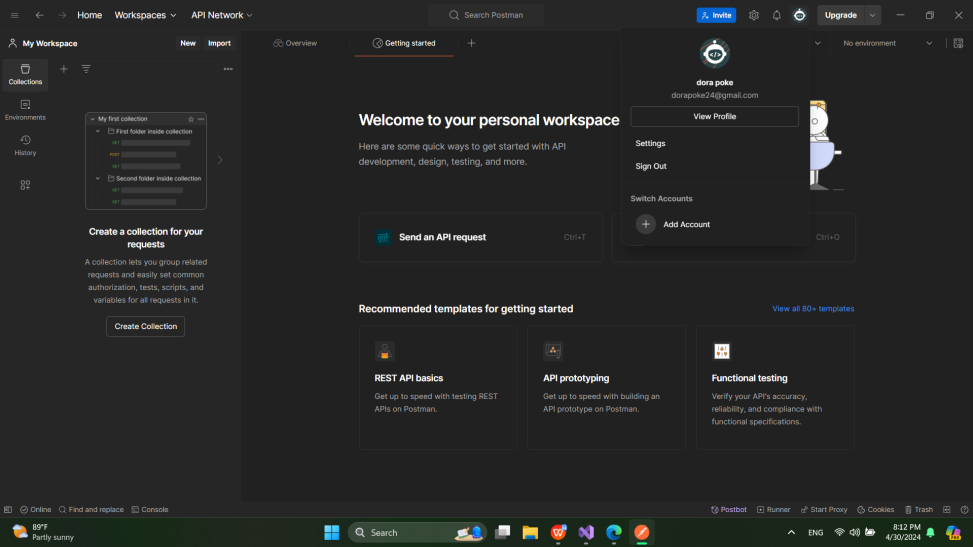 Home
Workspaces
API Network
Search Postman
Invite
Upgrade
My Workspace
New
Import
Overview
Getting started
No environment
Collections
Environments
History
My first collection
First folder inside collection
GET
POST
GET
Second folder inside collection
GET
GET
Create a collection for your
requests
A collection lets you group related
requests and easily set common
authorization, tests, scripts, and
variables for all requests in it.
Create Collection
Welcome to your personal workspace
Here are some quick ways to get started with API
development, design, testing, and more.
Send an API request
Ctrl+T
Ctrl+O
dora poke
dorapoke24@gmail.com
View Profile
Settings
Sign Out
Switch Accounts
Add Account
Recommended templates for getting started
View all 80+ templates
REST API basics
Get up to speed with testing REST
APIs on Postman.
API prototyping
Get up to speed with building an
API prototype on Postman.
Functional testing
Verify your API's accuracy,
reliability, and compliance with
functional specifications.
Online
Find and replace
Console
Postbot
Runner
Start Proxy
Cookies
Trash
89°F
Partly sunny
Search
ENG
8:12 PM
4/30/2024